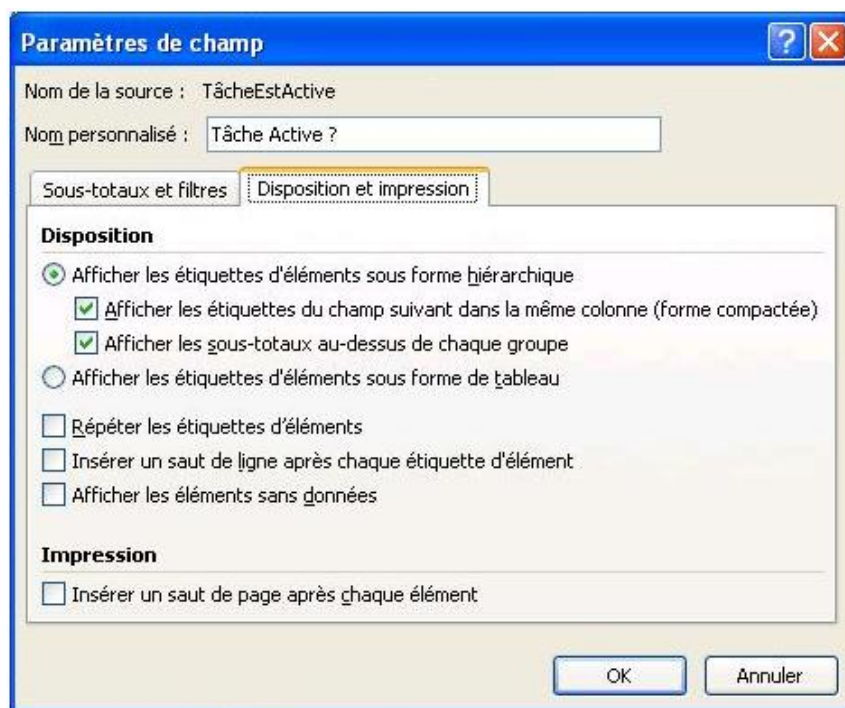 Paramètres de champ
Nom de la source : TâcheEstActive
Nom personnalisé : Tâche Active ?
Sous-totaux et filtres Disposition et impression
Disposition
Afficher les étiquettes d'éléments sous forme hiérarchique
Afficher les étiquettes du champ suivant dans la même colonne (forme compactée)
Afficher les sous-totaux au-dessus de chaque groupe
Afficher les étiquettes d'éléments sous forme de tableau
Répéter les étiquettes d'éléments
Insérer un saut de ligne après chaque étiquette d'élément
Afficher les éléments sans données
Impression
Insérer un saut de page après chaque élément
OK Annuler